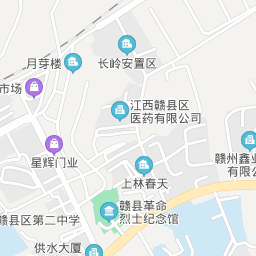 长岭安置区
月芽楼
市场
江西赣县区
医药有限公司
星辉门业
赣州鑫业
有限公
上林春天
赣县革命
烈士纪念馆
赣县区第二中学
供水大厦